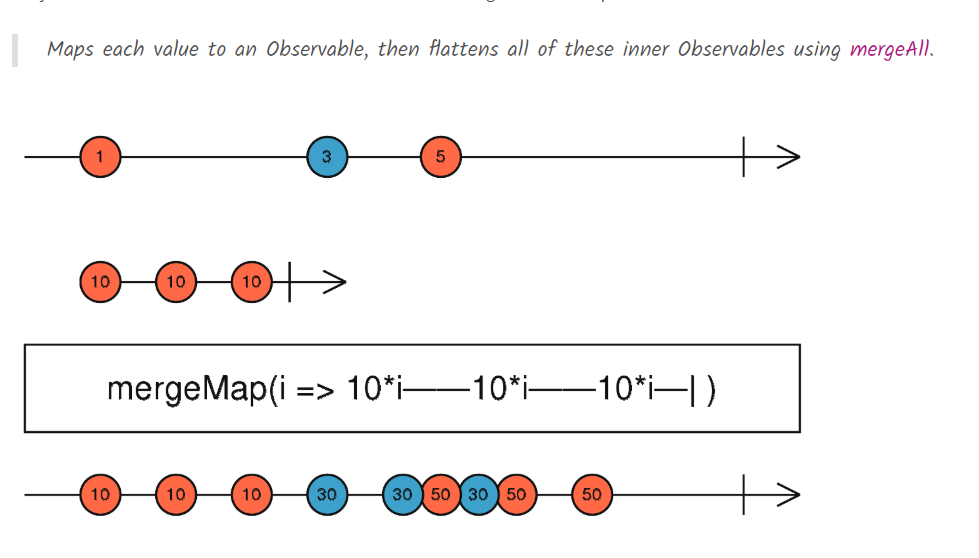 Maps each value to an Observable, then flattens all of these inner Observables using mergeAll.
1 3 5
10 10 10
mergeMap(i => 10*i——10*i——10*i—| )
10 10 10 30 30 50 30 50 50